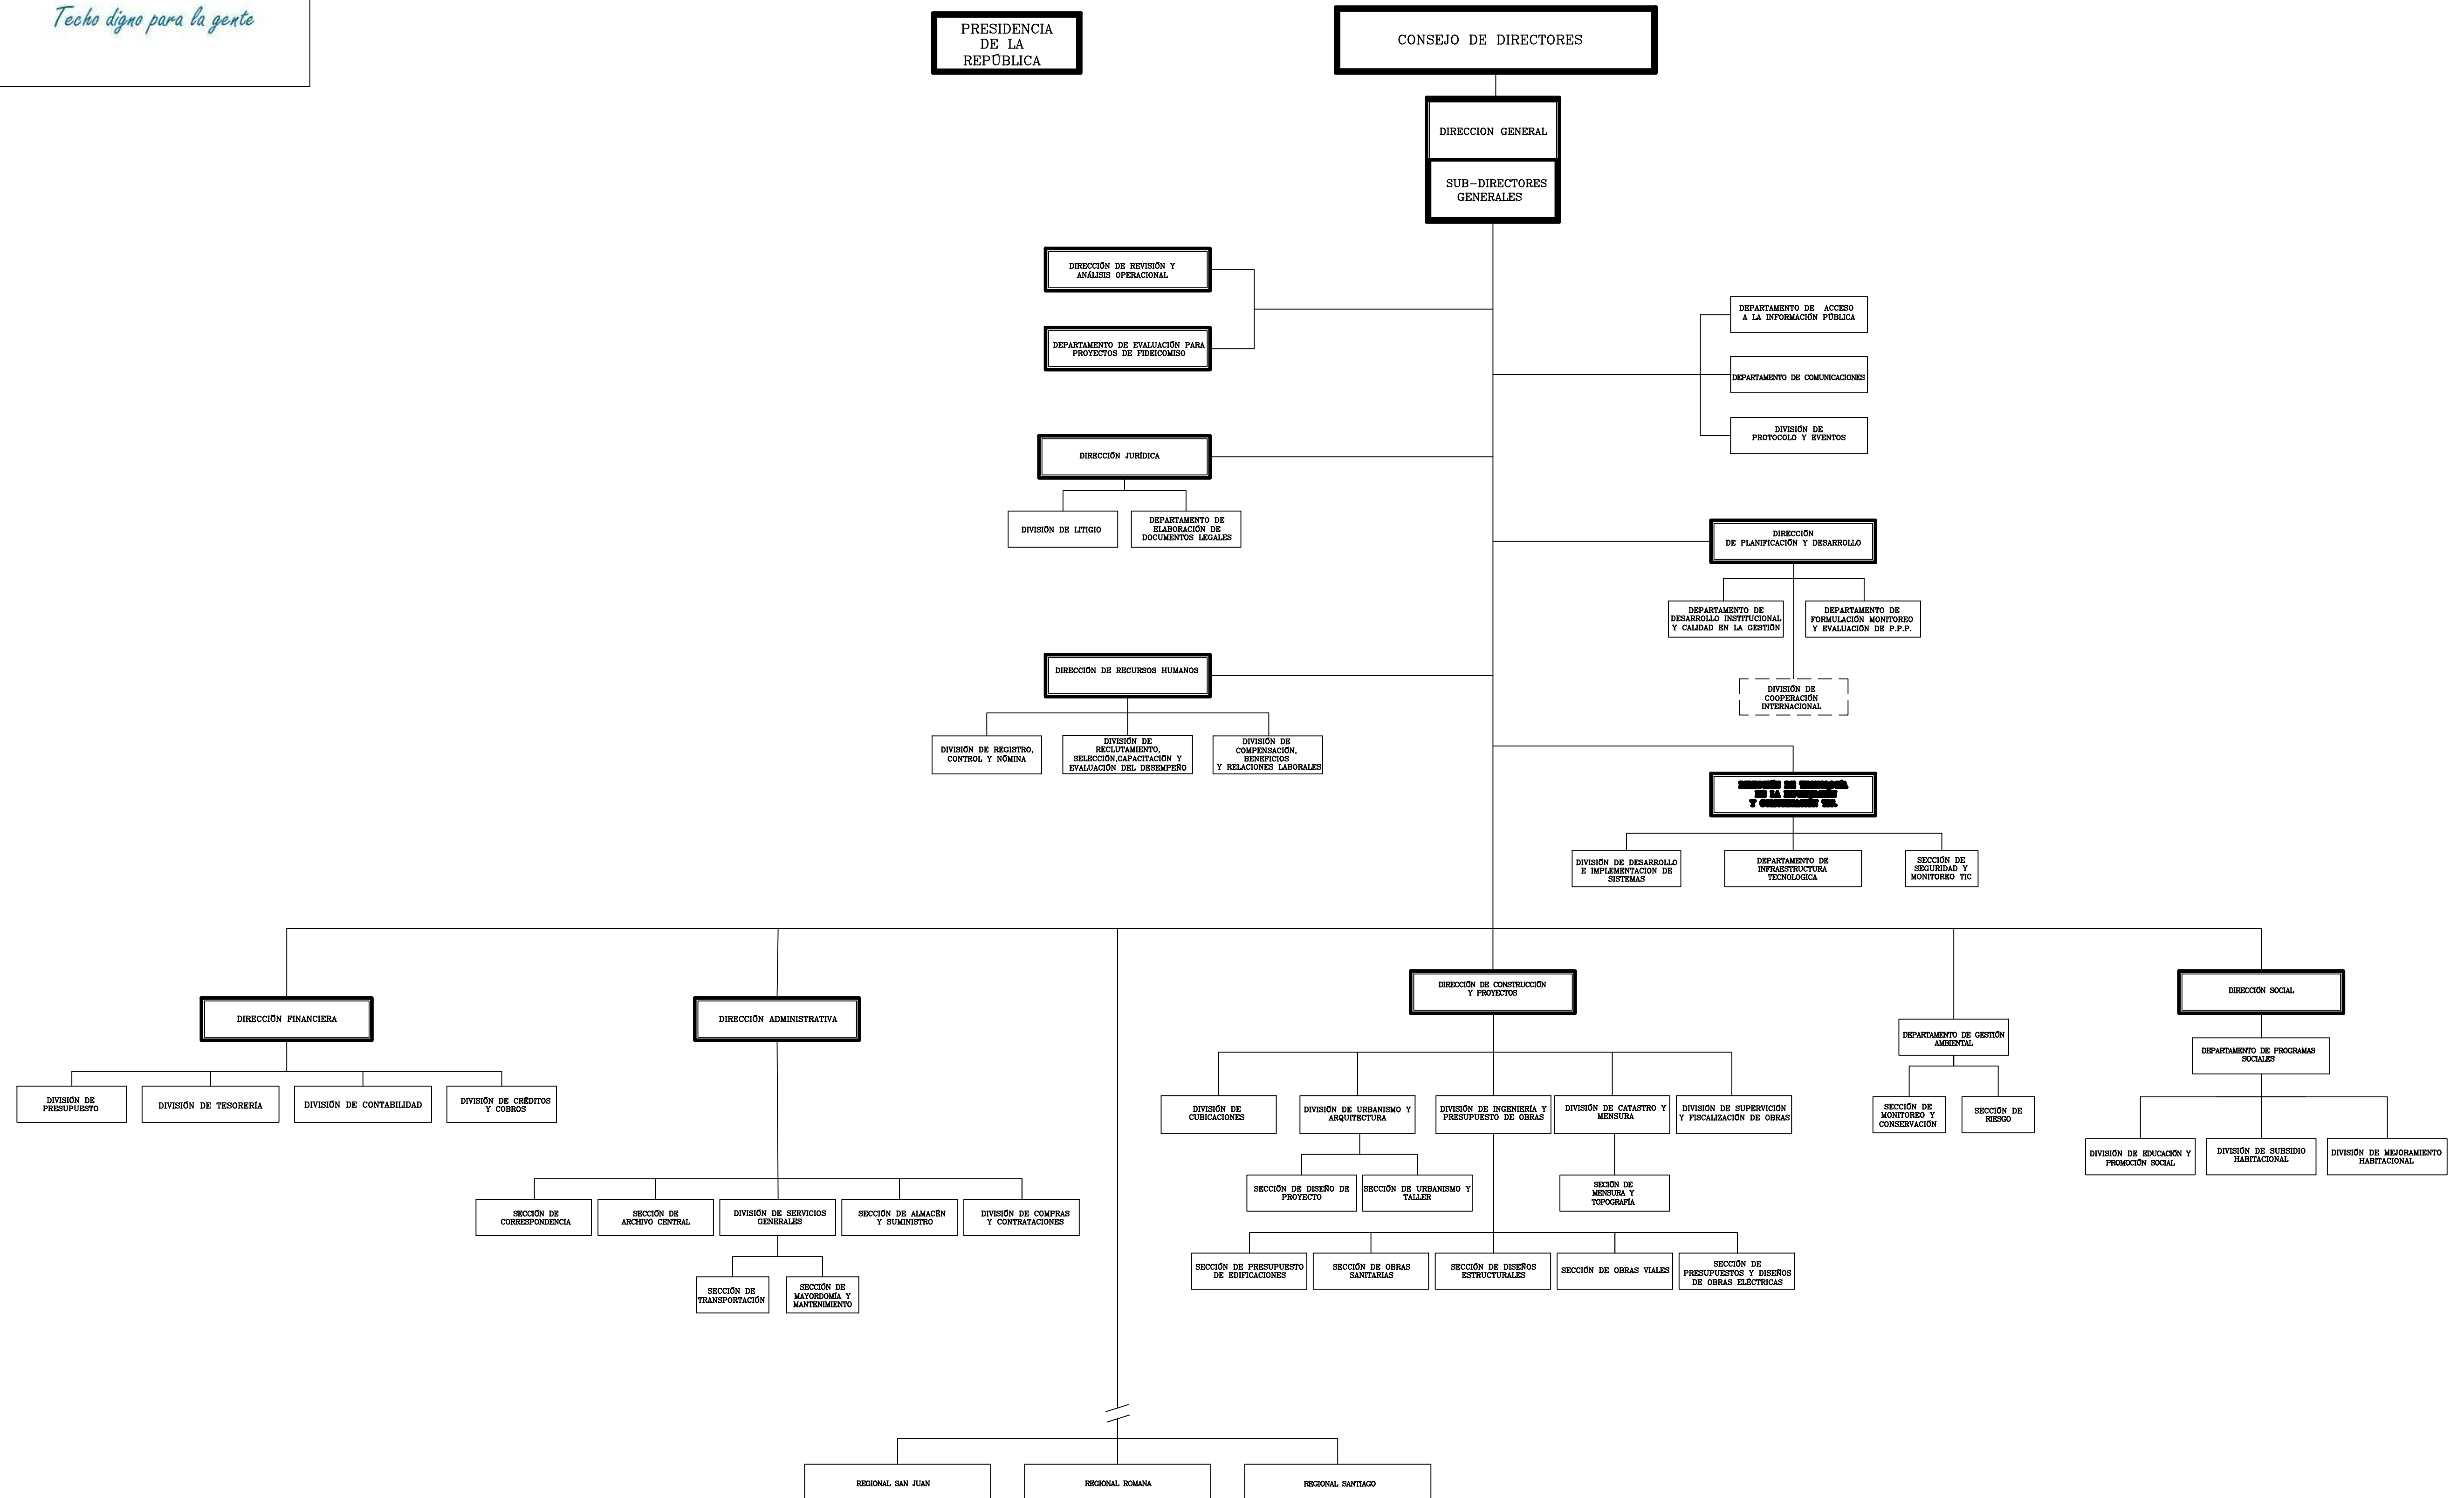 Techo digno para la gente
PRESIDENCIA
DE LA
REPÚBLICA
CONSEJO DE DIRECTORES
DIRECCION GENERAL
SUB-DIRECTORES
GENERALES
DIRECCIÓN DE REVISIÓN Y
ANÁLISIS OPERACIONAL
DEPARTAMENTO DE EVALUACIÓN PARA
PROYECTOS DE FIDEICOMISO
DEPARTAMENTO DE ACCESO
A LA INFORMACIÓN PÚBLICA
DEPARTAMENTO DE COMUNICACIONES
DIVISIÓN DE
PROTOCOLO Y EVENTOS
DIRECCIÓN JURÍDICA
DIVISIÓN DE LITIGIO
DEPARTAMENTO DE
ELABORACIÓN DE
DOCUMENTOS LEGALES
DIRECCIÓN
DE PLANIFICACIÓN Y DESARROLLO
DEPARTAMENTO DE
DESARROLLO INSTITUCIONAL
Y CALIDAD EN LA GESTIÓN
DEPARTAMENTO DE
FORMULACIÓN MONITOREO
Y EVALUACIÓN DE P.P.P.
DIVISIÓN DE
COOPERACIÓN
INTERNACIONAL
DIRECCIÓN DE RECURSOS HUMANOS
DIVISIÓN DE REGISTRO,
CONTROL Y NÓMINA
DIVISIÓN DE
RECLUTAMIENTO,
SELECCIÓN,CAPACITACIÓN Y
EVALUACIÓN DEL DESEMPEÑO
DIVISIÓN DE
COMPENSACIÓN,
BENEFICIOS
Y RELACIONES LABORALES
DIRECCIÓN DE TECNOLOGÍA
DE LA INFORMACIÓN
Y COMUNICACIÓN TIC.
DIVISIÓN DE DESARROLLO
E IMPLEMENTACION DE
SISTEMAS
DEPARTAMENTO DE
INFRAESTRUCTURA
TECNOLOGICA
SECCIÓN DE
SEGURIDAD Y
MONITOREO TIC
DIRECCIÓN FINANCIERA
DIVISIÓN DE
PRESUPUESTO
DIVISIÓN DE TESORERÍA
DIVISIÓN DE CONTABILIDAD
DIVISIÓN DE CRÉDITOS
Y COBROS
DIRECCIÓN ADMINISTRATIVA
SECCIÓN DE
CORRESPONDENCIA
SECCIÓN DE
ARCHIVO CENTRAL
DIVISIÓN DE SERVICIOS
GENERALES
SECCIÓN DE ALMACÉN
Y SUMINISTRO
DIVISIÓN DE COMPRAS
Y CONTRATACIONES
SECCIÓN DE
TRANSPORTACIÓN
SECCIÓN DE
MAYORDOMÍA Y
MANTENIMIENTO
DIRECCIÓN DE CONSTRUCCIÓN
Y PROYECTOS
DIVISIÓN DE
CUBICACIONES
DIVISIÓN DE URBANISMO Y
ARQUITECTURA
DIVISIÓN DE INGENIERÍA Y
PRESUPUESTO DE OBRAS
DIVISIÓN DE CATASTRO Y
MENSURA
DIVISIÓN DE SUPERVICIÓN
Y FISCALIZACIÓN DE OBRAS
SECCIÓN DE DISEÑO DE
PROYECTO
SECCIÓN DE URBANISMO Y
TALLER
SECIÓN DE
MENSURA Y
TOPOGRAFÍA
SECCIÓN DE PRESUPUESTO
DE EDIFICACIONES
SECCIÓN DE OBRAS
SANITARIAS
SECCIÓN DE DISEÑOS
ESTRUCTURALES
SECCIÓN DE OBRAS VIALES
SECCIÓN DE
PRESUPUESTOS Y DISEÑOS
DE OBRAS ELÉCTRICAS
DEPARTAMENTO DE GESTIÓN
AMBIENTAL
SECCIÓN DE
MONITOREO Y
CONSERVACIÓN
SECCIÓN DE
RIESGO
DIRECCIÓN SOCIAL
DEPARTAMENTO DE PROGRAMAS
SOCIALES
DIVISIÓN DE EDUCACIÓN Y
PROMOCIÓN SOCIAL
DIVISIÓN DE SUBSIDIO
HABITACIONAL
DIVISIÓN DE MEJORAMIENTO
HABITACIONAL
REGIONAL SAN JUAN
REGIONAL ROMANA
REGIONAL SANTIAGO